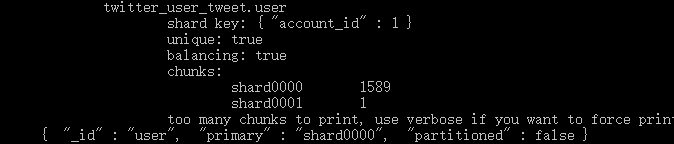 twitter_user_tweet.user
shard key: { "account_id" : 1 }
unique: true
balancing: true
chunks:
shard0000 1589
shard0001 1
too many chunks to print, use verbose if you want to force prin
{ "_id" : "user", "primary" : "shard0000", "partitioned" : false }